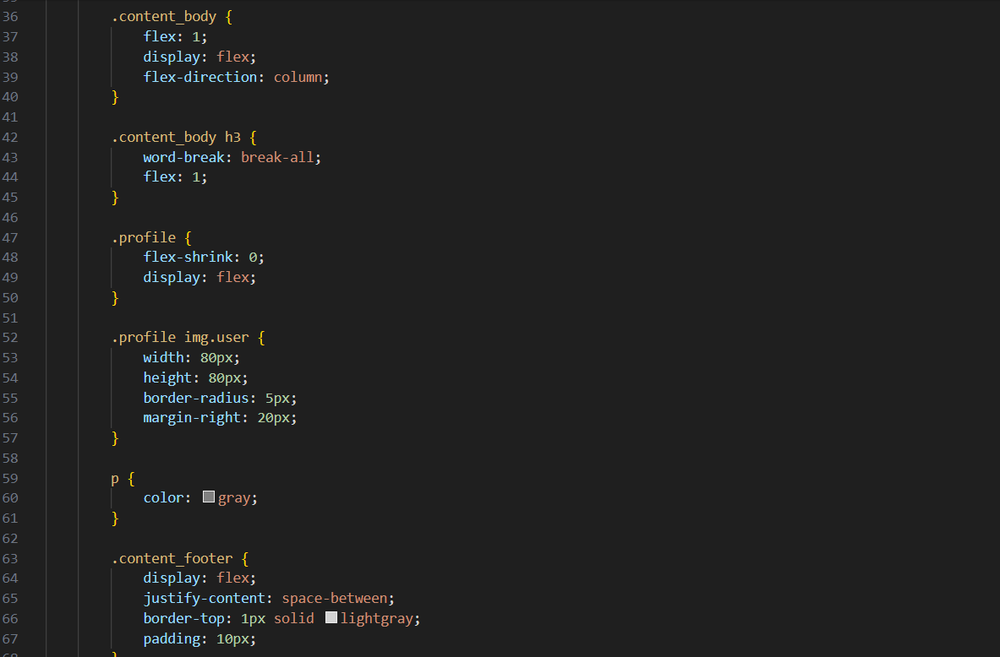 36 .content_body {
37 flex: 1;
38 display: flex;
39 flex-direction: column;
40 }
41
42 .content_body h3 {
43 word-break: break-all;
44 flex: 1;
45 }
46
47 .profile {
48 flex-shrink: 0;
49 display: flex;
50 }
51
52 .profile img.user {
53 width: 80px;
54 height: 80px;
55 border-radius: 5px;
56 margin-right: 20px;
57 }
58
59 p {
60 color: gray;
61 }
62
63 .content_footer {
64 display: flex;
65 justify-content: space-between;
66 border-top: 1px solid lightgray;
67 padding: 10px;